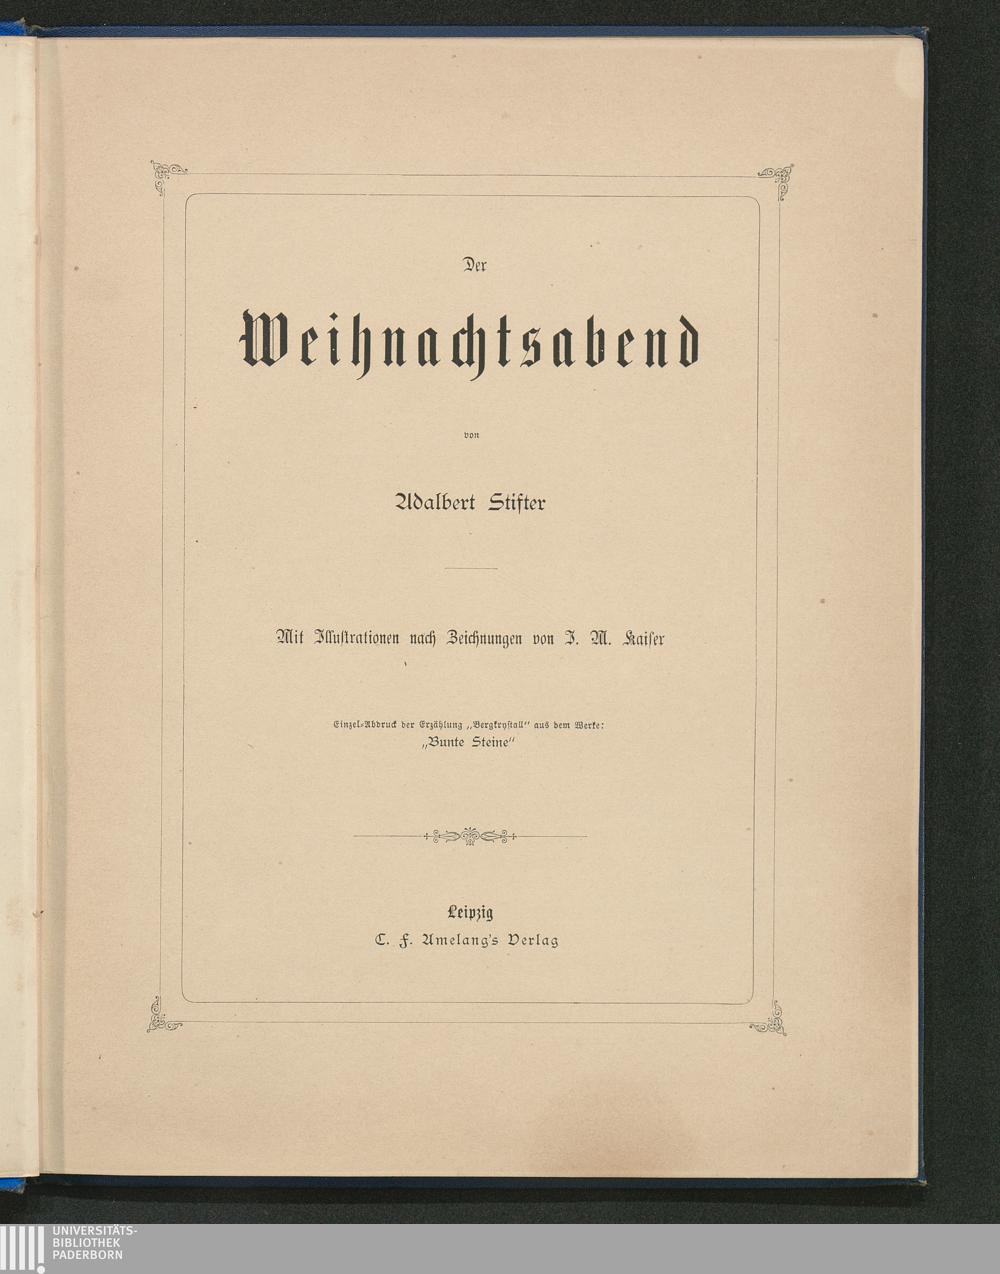 Der
Weihnachtsabend
von
Adalbert Stifter
Mit Illustrationen nach Zeichnungen von J. M. Kaiser
Einzel-Abdruck der Erzählung „Bergkrystall“ aus dem Werke:
„Bunte Steine“
Leipzig
C. F. Amelang's Verlag
UNIVERSITÄTS-
BIBLIOTHEK
PADERBORN